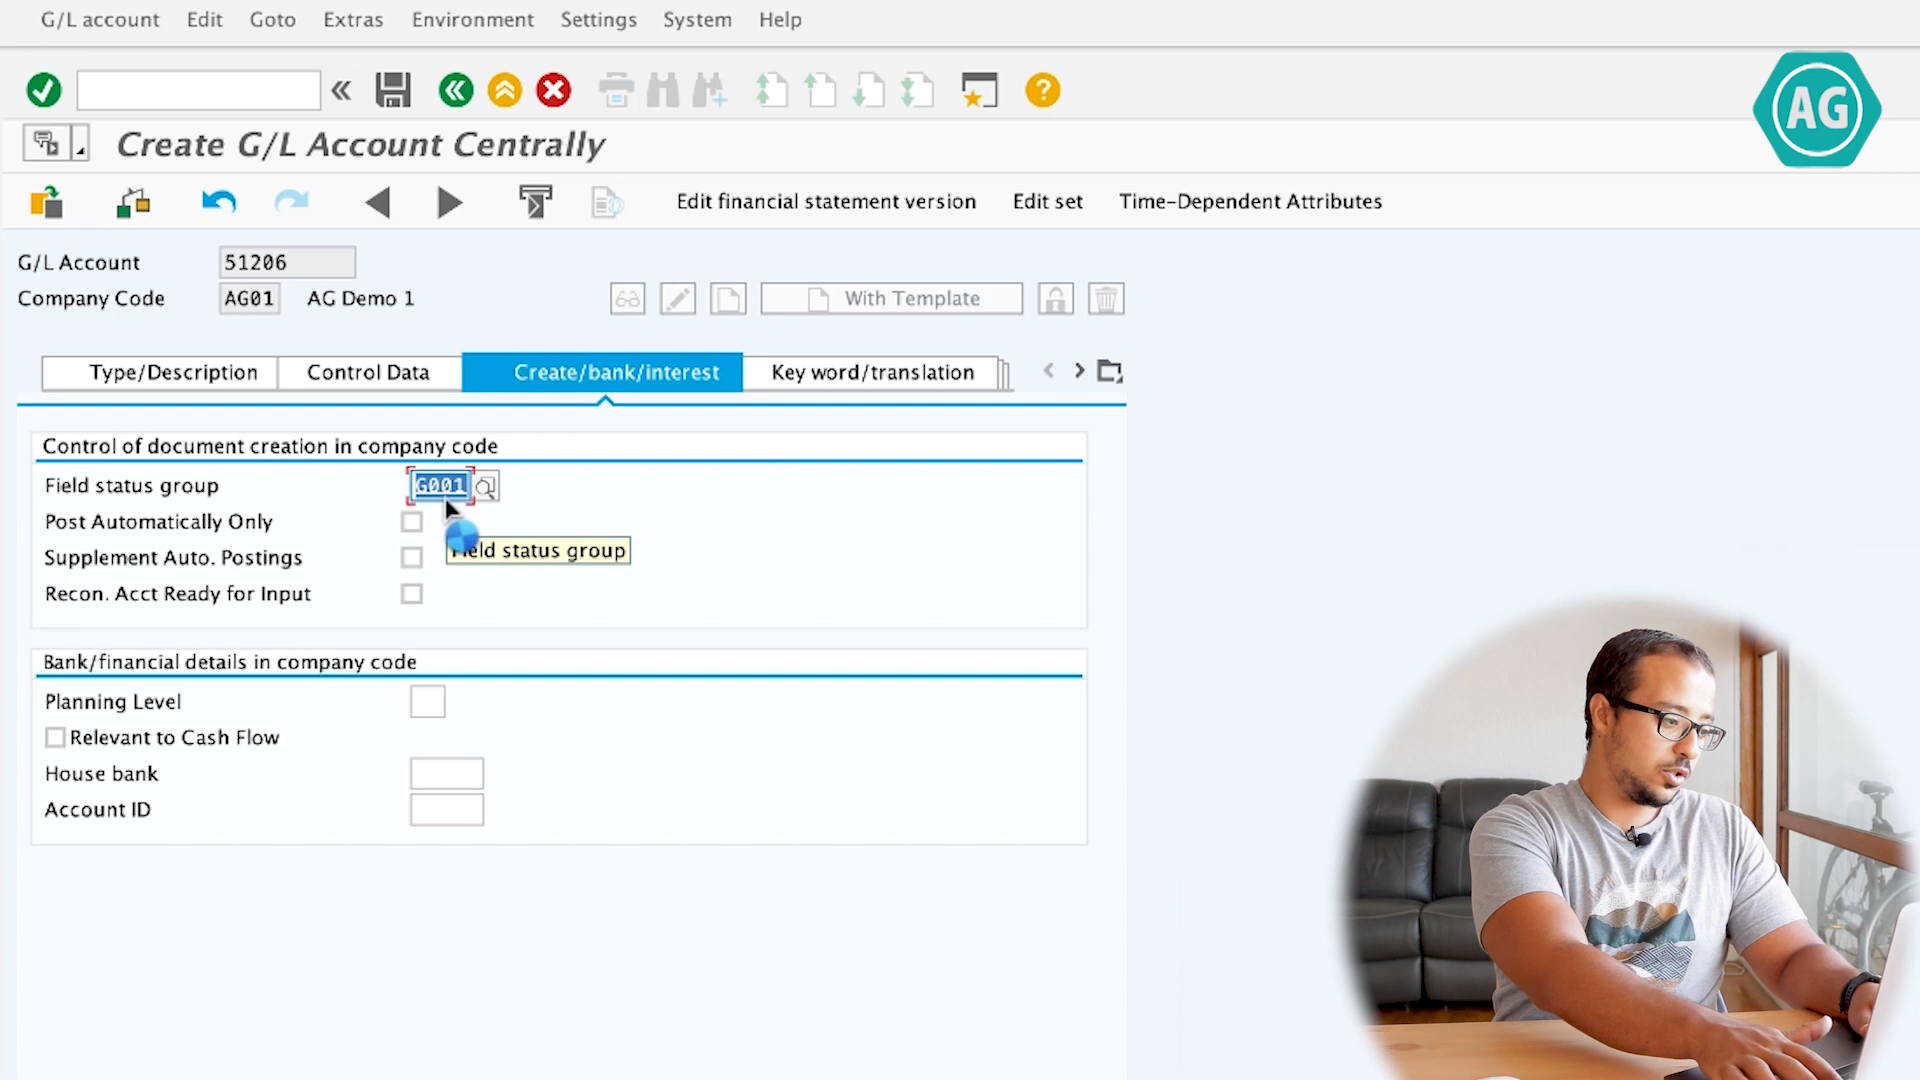 G/L account Edit Goto Extras Environment Settings System Help
AG
Create G/L Account Centrally
Edit financial statement version Edit set Time-Dependent Attributes
G/L Account 51206
Company Code AG01 AG Demo 1 With Template
Type/Description Control Data Create/bank/interest Key word/translation
Control of document creation in company code
Field status group G001
Post Automatically Only
Field status group
Supplement Auto. Postings
Recon. Acct Ready for Input
Bank/financial details in company code
Planning Level
Relevant to Cash Flow
House bank
Account ID